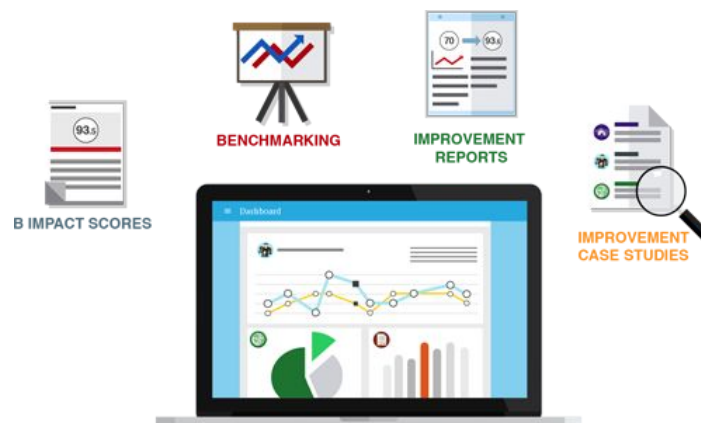 70
93.5
BENCHMARKING
IMPROVEMENT
REPORTS
93.5
B IMPACT SCORES
IMPROVEMENT
CASE STUDIES
Dashboard